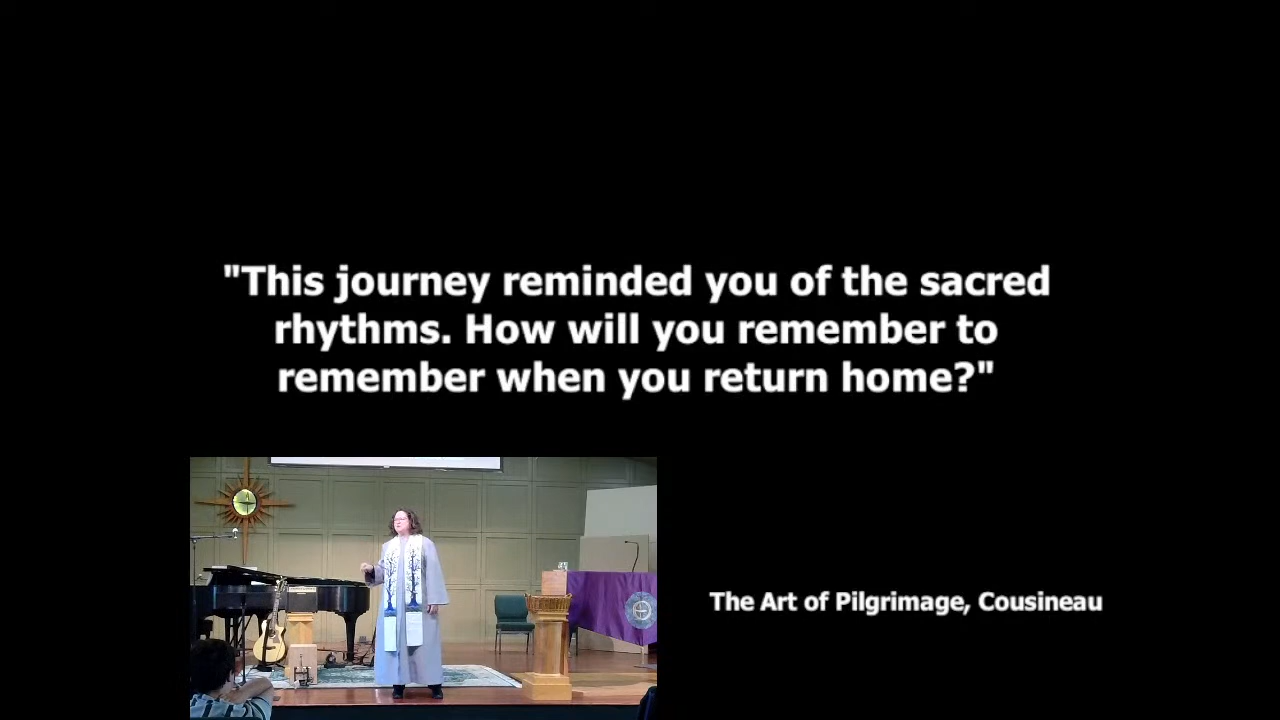 "This journey reminded you of the sacred
rhythms. How will you remember to
remember when you return home?"
The Art of Pilgrimage, Cousineau